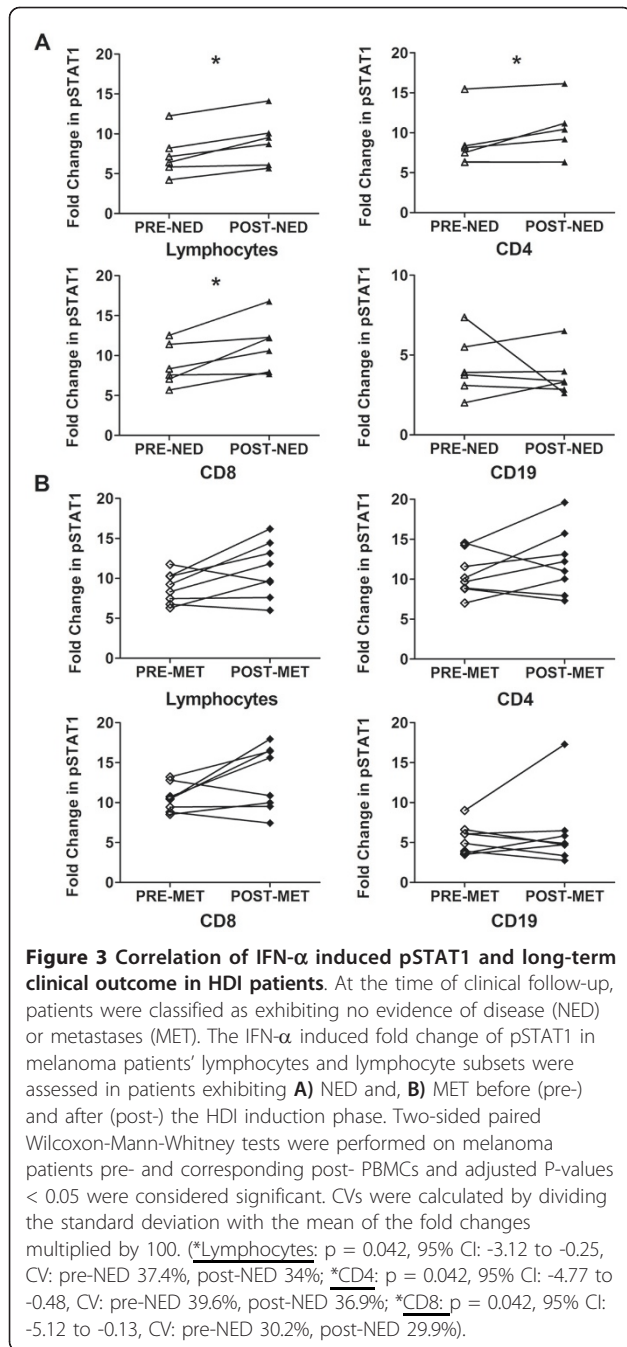 A
Fold Change in pSTAT1
20
15
10
5
0
*
PRE-NED POST-NED
Lymphocytes
Fold Change in pSTAT1
20
15
10
5
0
*
PRE-NED POST-NED
CD4
Fold Change in pSTAT1
20
15
10
5
0
*
PRE-NED POST-NED
CD8
Fold Change in pSTAT1
10
5
0
PRE-NED POST-NED
CD19
B
Fold Change in pSTAT1
20
15
10
5
0
PRE-MET POST-MET
Lymphocytes
Fold Change in pSTAT1
20
15
10
5
0
PRE-MET POST-MET
CD4
Fold Change in pSTAT1
20
15
10
5
0
PRE-MET POST-MET
CD8
Fold Change in pSTAT1
20
15
10
5
0
PRE-MET POST-MET
CD19
Figure 3 Correlation of IFN-α induced pSTAT1 and long-term
clinical outcome in HDI patients. At the time of clinical follow-up,
patients were classified as exhibiting no evidence of disease (NED)
or metastases (MET). The IFN-α induced fold change of pSTAT1 in
melanoma patients' lymphocytes and lymphocyte subsets were
assessed in patients exhibiting A) NED and, B) MET before (pre-)
and after (post-) the HDI induction phase. Two-sided paired
Wilcoxon-Mann-Whitney tests were performed on melanoma
patients pre- and corresponding post- PBMCs and adjusted P-values
< 0.05 were considered significant. CVs were calculated by dividing
the standard deviation with the mean of the fold changes
multiplied by 100. (*Lymphocytes: p = 0.042, 95% CI: -3.12 to -0.25,
CV: pre-NED 37.4%, post-NED 34%; *CD4: p = 0.042, 95% CI: -4.77 to
-0.48, CV: pre-NED 39.6%, post-NED 36.9%; *CD8: p = 0.042, 95% CI:
-5.12 to -0.13, CV: pre-NED 30.2%, post-NED 29.9%).